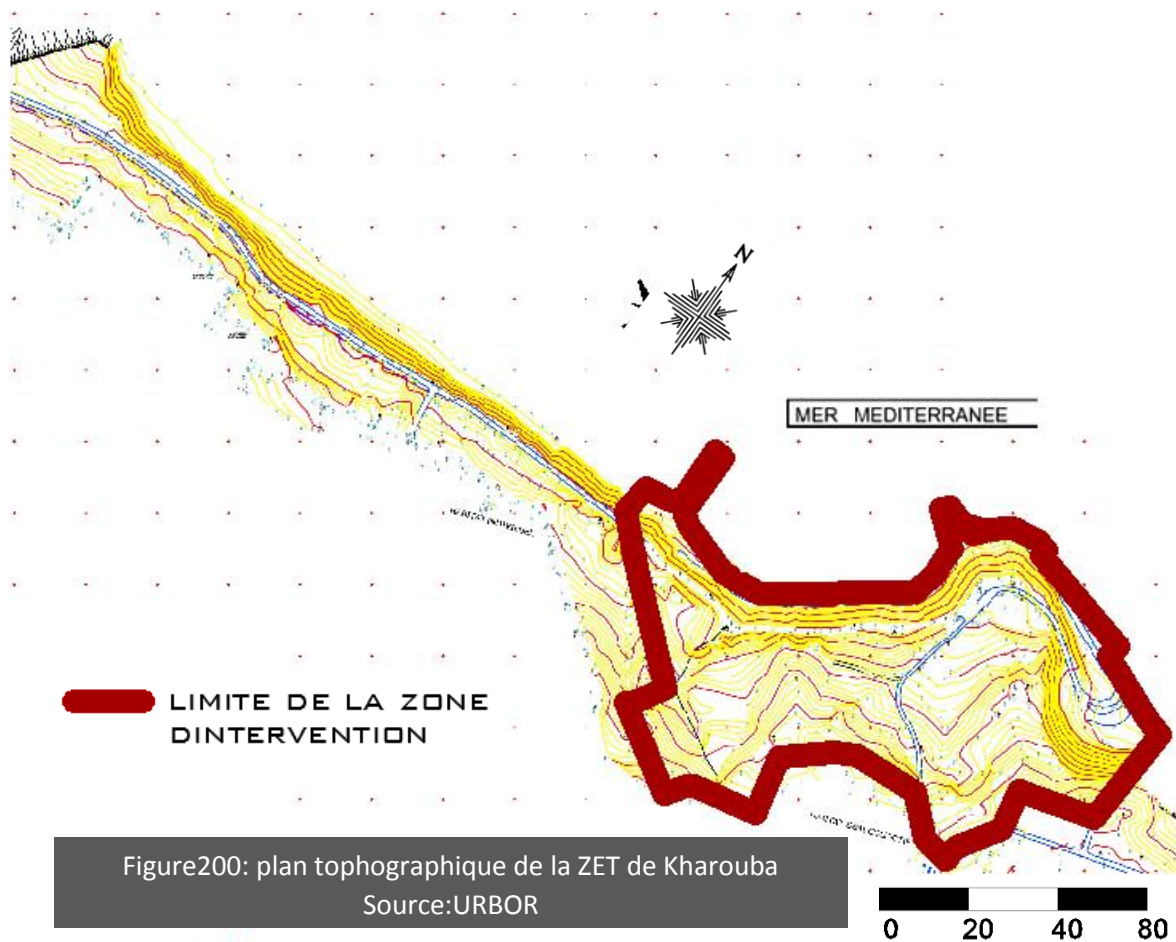 N
MER MEDITERRANEE
LIMITE DE LA ZONE
DINTERVENTION
Figure200: plan tophographique de la ZET de Kharouba
Source:URBOR
0 20 40 80